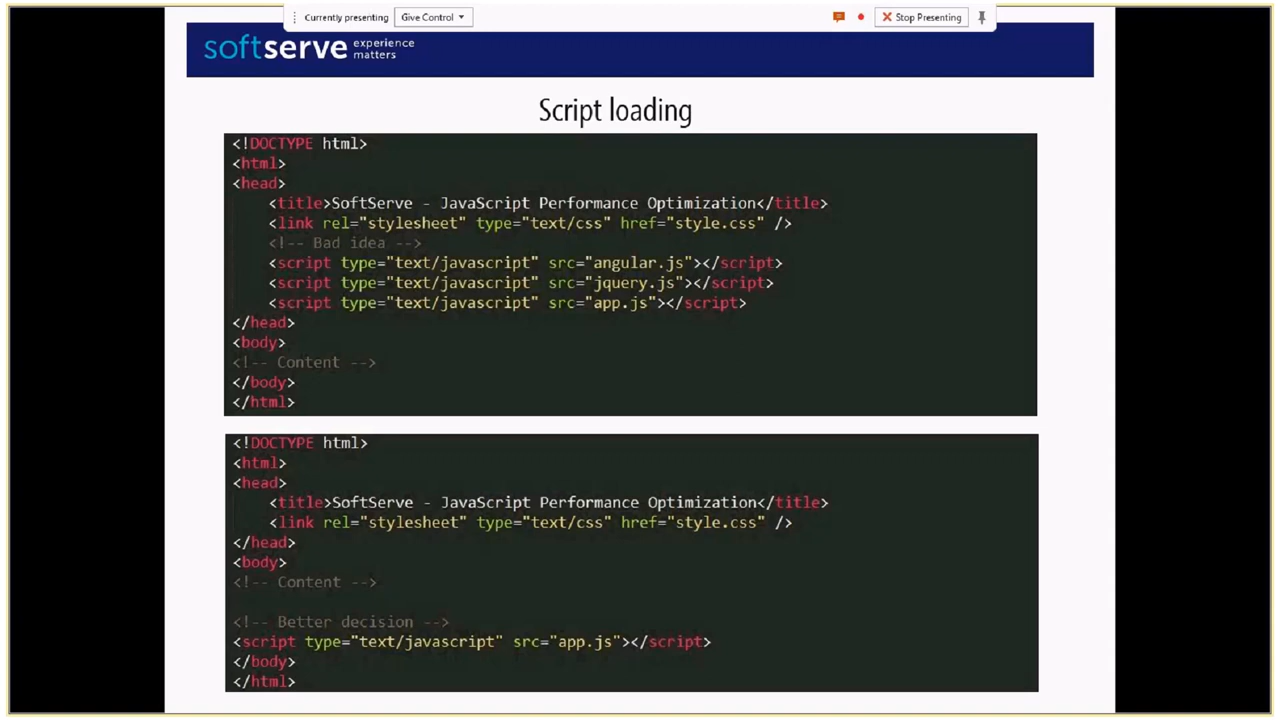 Currently presenting Give Control Stop Presenting
softserve experience matters
Script loading
<!DOCTYPE html>
<html>
<head>
    <title>SoftServe - JavaScript Performance Optimization</title>
    <link rel="stylesheet" type="text/css" href="style.css" />
    <!-- Bad idea -->
    <script type="text/javascript" src="angular.js"></script>
    <script type="text/javascript" src="jquery.js"></script>
    <script type="text/javascript" src="app.js"></script>
</head>
<body>
<!-- Content -->
</body>
</html>
<!DOCTYPE html>
<html>
<head>
    <title>SoftServe - JavaScript Performance Optimization</title>
    <link rel="stylesheet" type="text/css" href="style.css" />
</head>
<body>
<!-- Content -->
<!-- Better decision -->
<script type="text/javascript" src="app.js"></script>
</body>
</html>